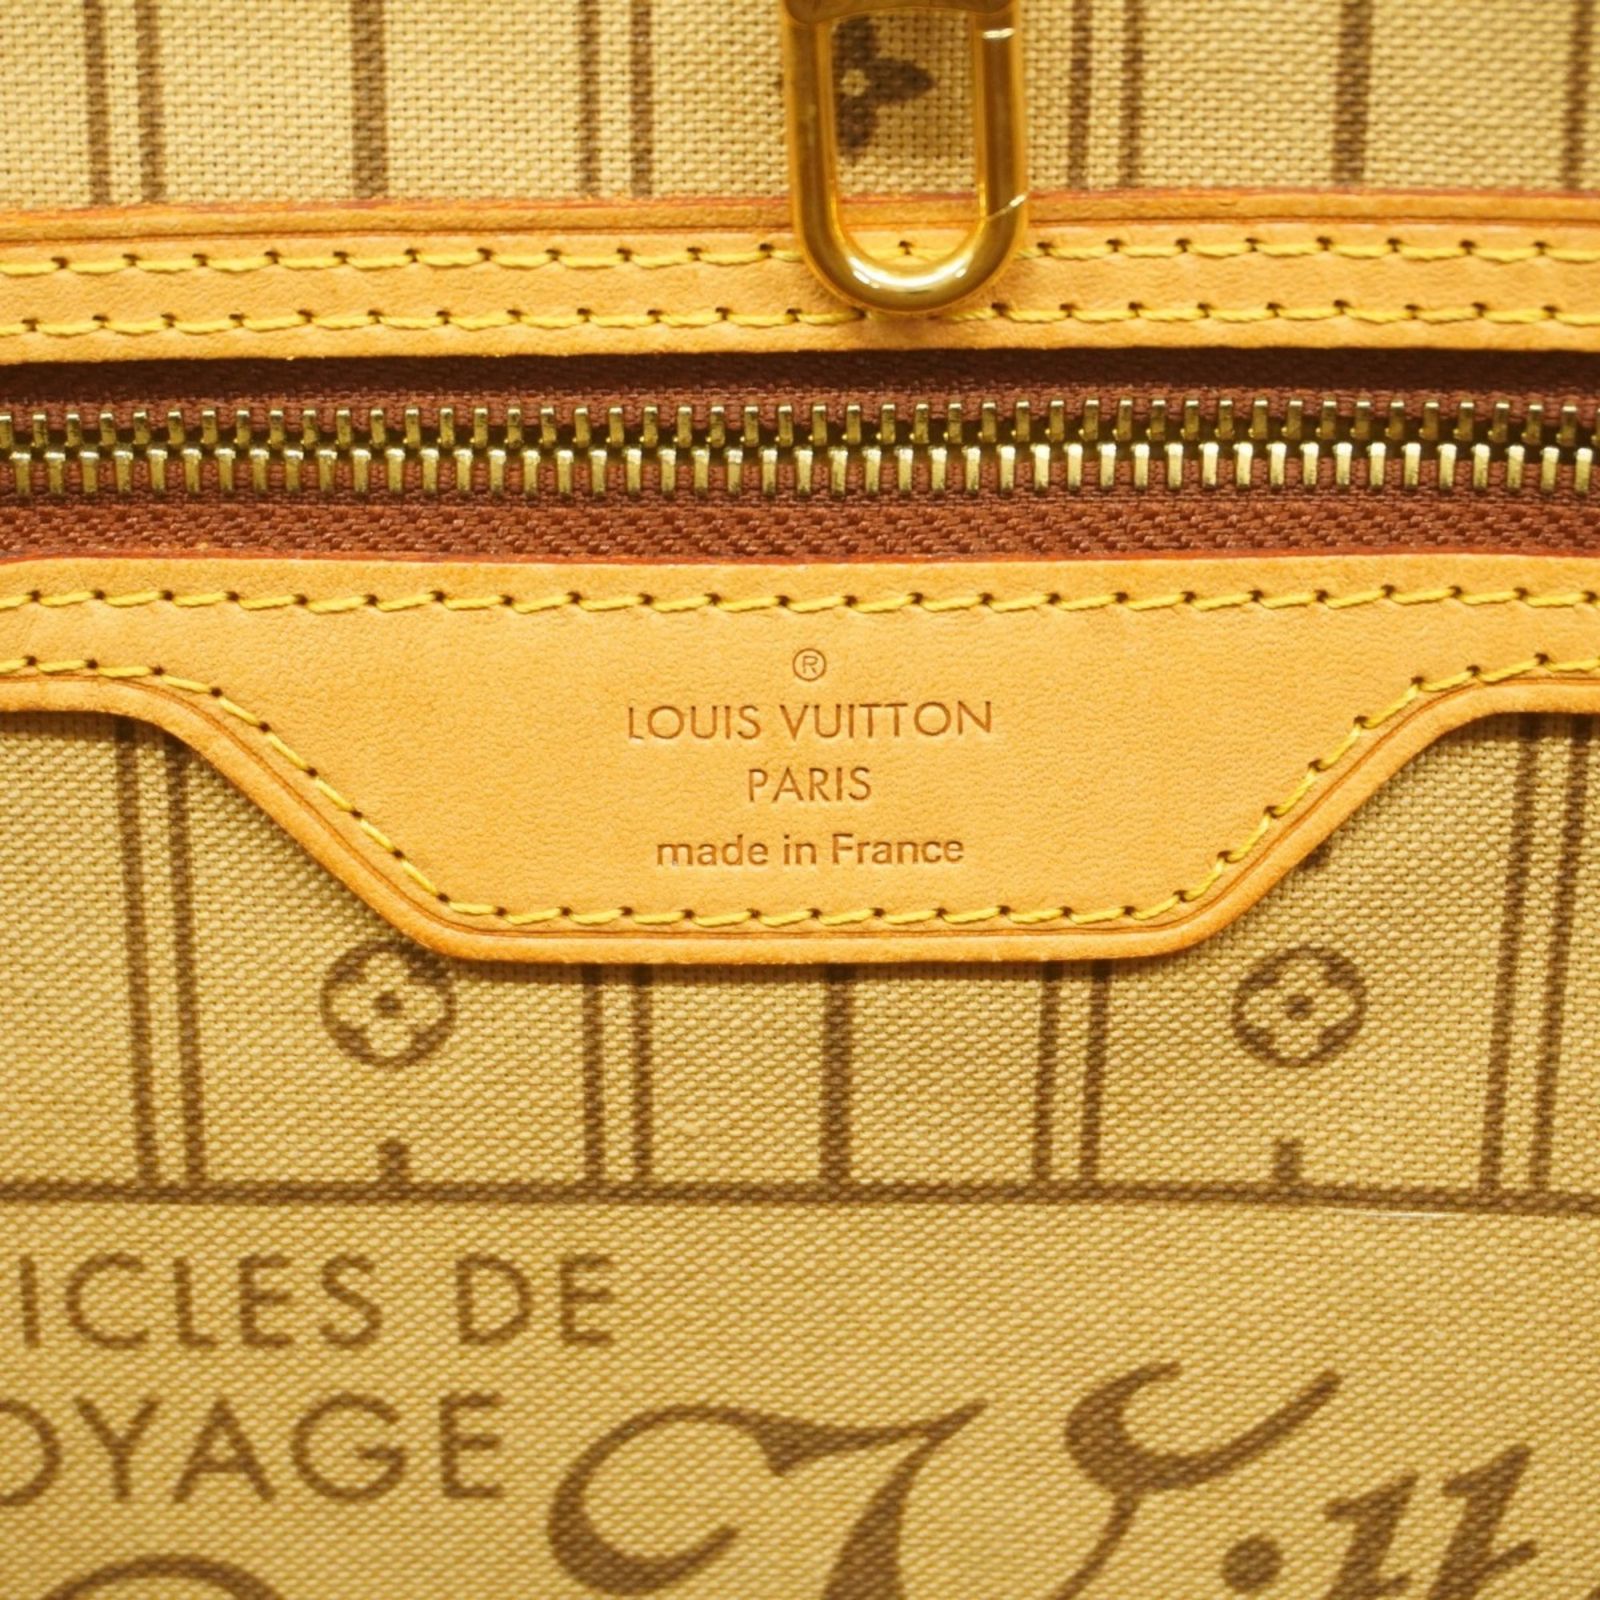 ®
LOUIS VUITTON
PARIS
made in France
ICLES DE
OYAGE